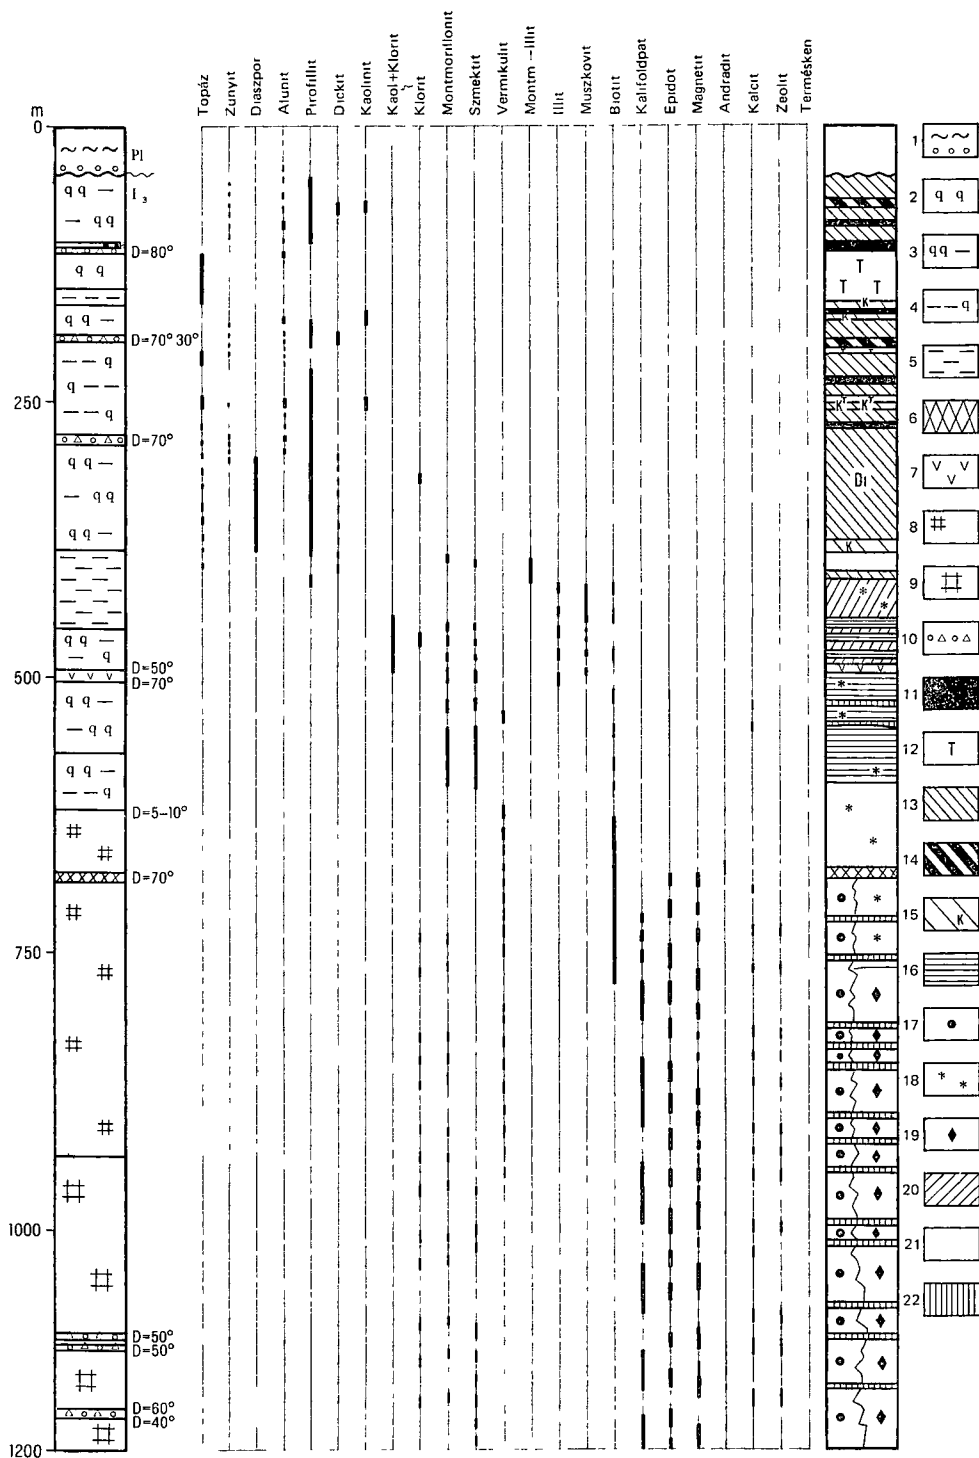 Topáz
Zunyit
Diaszpor
Alunit
Pirofillit
Dickit
Kaolinit
Kaol+Klorit
Klorit
Montmorillonit
Szmektit
Vermikulit
Montm.-Illit
Illit
Muszkovit
Biotit
Kálifoldpát
Epidot
Magnetit
Andradit
Kalcit
Zeolit
Terméskén
m
0
250
500
750
1000
1200
Pl
D=80°
D=70° 30°
D=70°
D=50°
D=70°
D=5-10°
D=70°
D=50°
D=50°
D=60°
D=40°
q q —
— q q
q q
— — —
q q —
— q
q —
— — q
q q —
— q q
q q —
q q —
— q
v v v
q q —
— q q
q q —
— — q
T
T T
K
K
K T K T
Di
K
v v v
1
2 q q
3 q q —
4 — — q
5
6
7 v v v
8
9
10
11
12 T
13
14
15 K
16
17
18
19
20
21
22